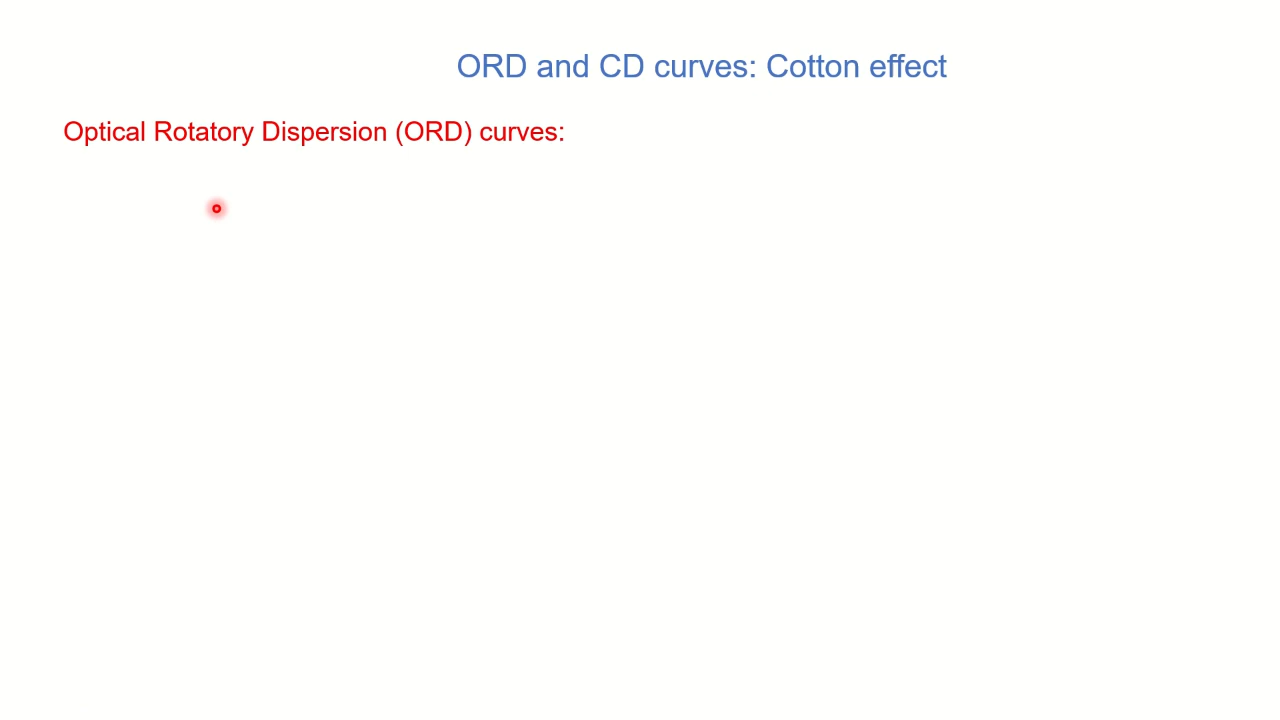 ORD and CD curves: Cotton effect
Optical Rotatory Dispersion (ORD) curves: